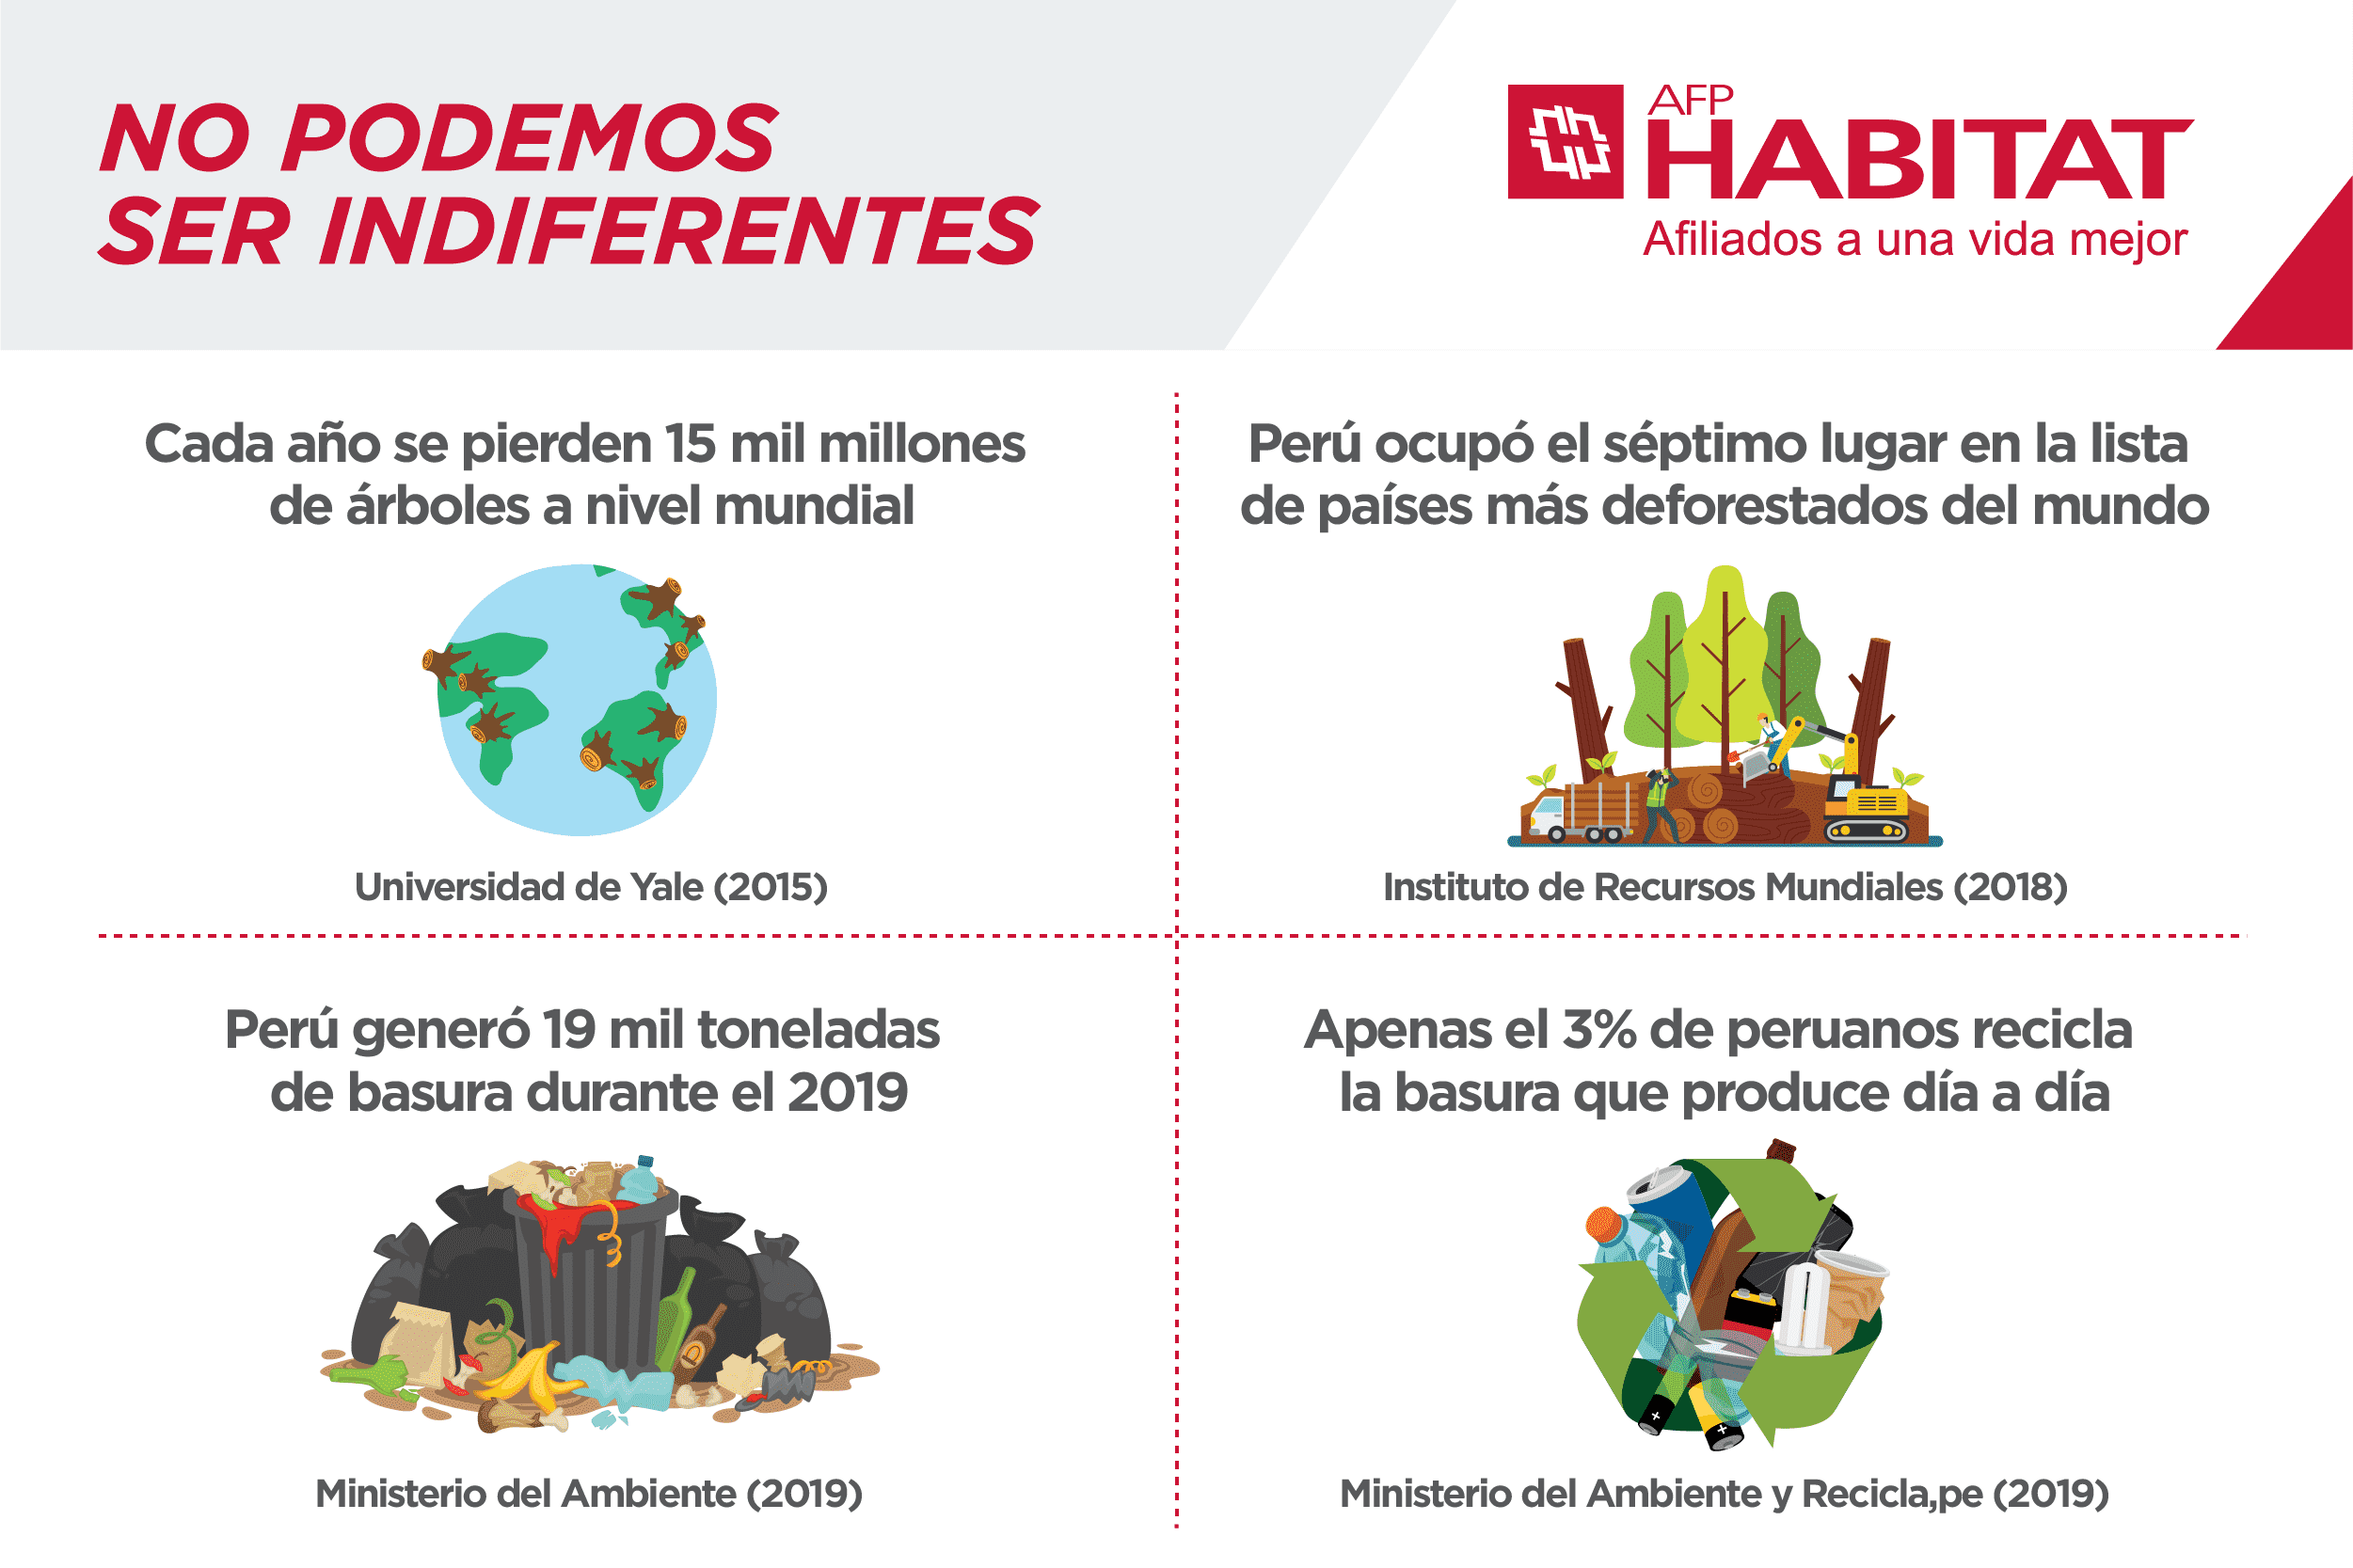 NO PODEMOS
SER INDIFERENTES
AFP
HABITAT
Afiliados a una vida mejor
Cada año se pierden 15 mil millones
de árboles a nivel mundial
Universidad de Yale (2015)
Perú ocupó el séptimo lugar en la lista
de países más deforestados del mundo
Instituto de Recursos Mundiales (2018)
Perú generó 19 mil toneladas
de basura durante el 2019
Ministerio del Ambiente (2019)
Apenas el 3% de peruanos recicla
la basura que produce día a día
Ministerio del Ambiente y Recicla,pe (2019)